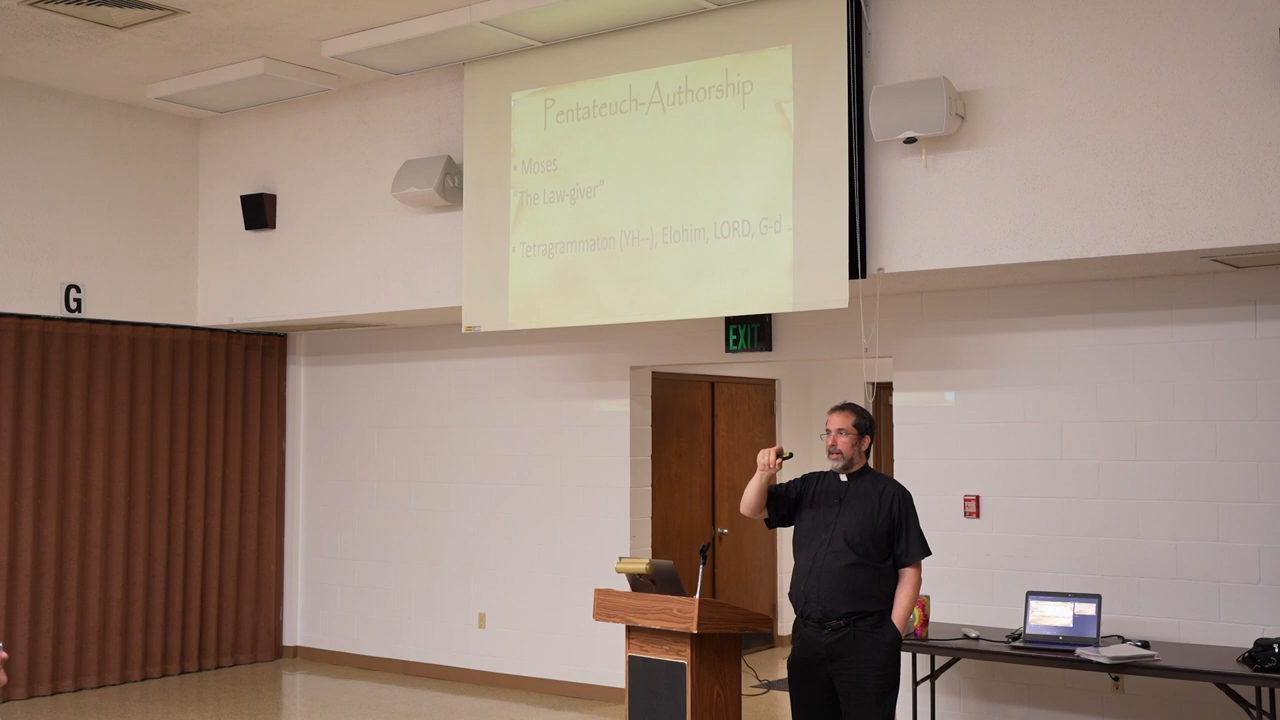 Pentateuch-Authorship
• Moses
"The Law-giver"
• Tetragrammaton (YH--), Elohim, LORD, G-d
G
EXIT